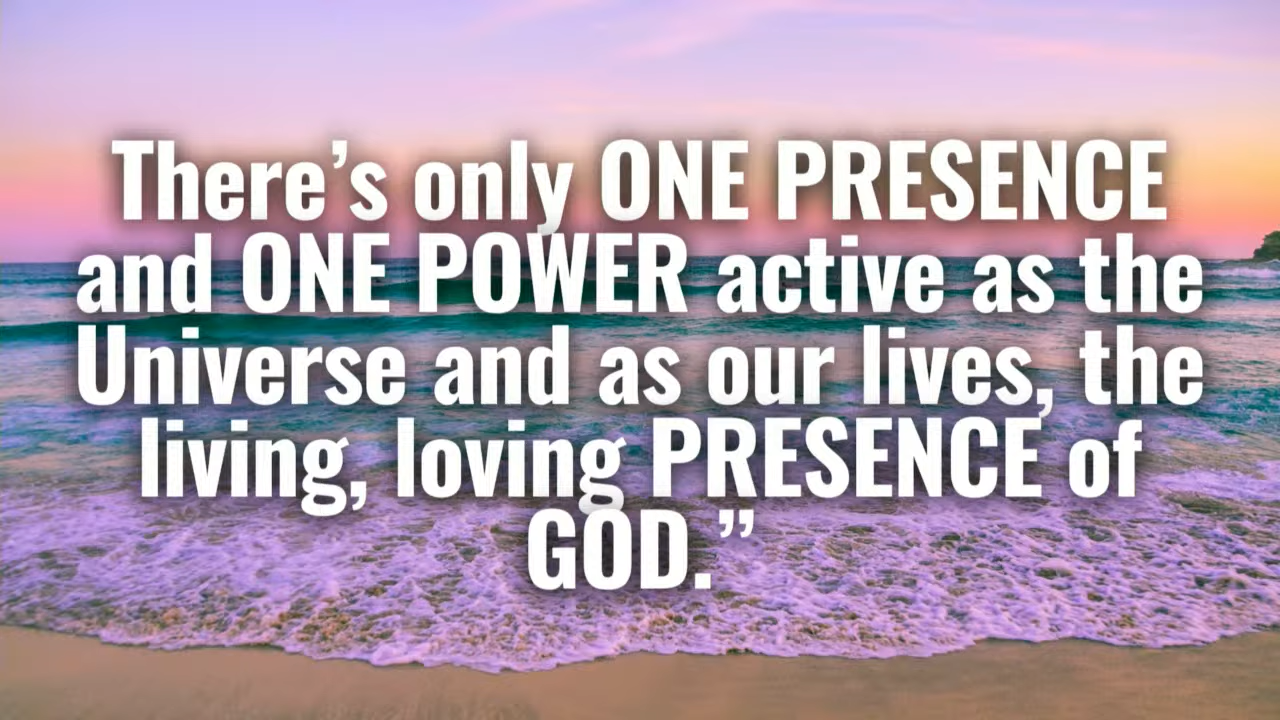 There’s only ONE PRESENCE
and ONE POWER active as the
Universe and as our lives, the
living, loving PRESENCE of
GOD.”